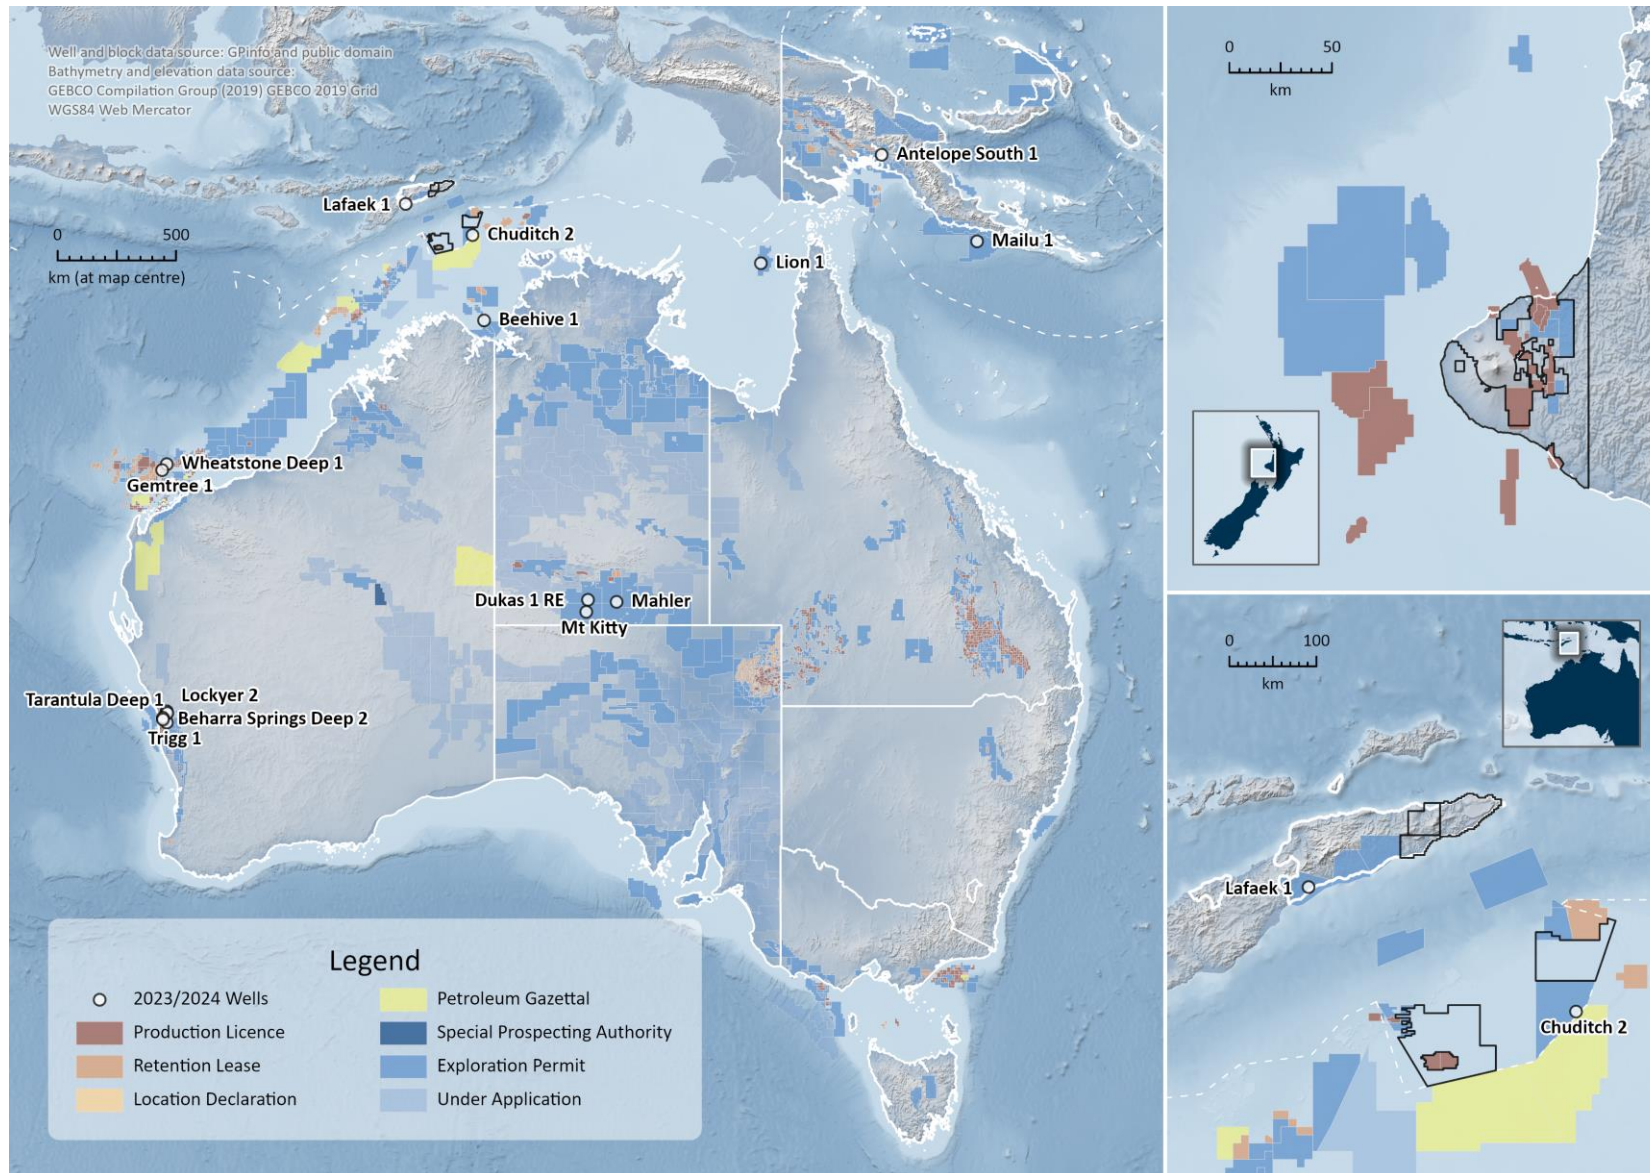 Well and block data source: GPinfo and public domain
Bathymetry and elevation data source:
GEBCO Compilation Group (2019) GEBCO 2019 Grid
WGS84 Web Mercator
Antelope South 1
Lafaek 1
0 500
km (at map centre)
Chuditch 2
Mailu 1
Lion 1
Beehive 1
Wheatstone Deep 1
Gemtree 1
Dukas 1 RE
Mahler
Mt Kitty
Tarantula Deep 1
Lockyer 2
Beharra Springs Deep 2
Trigg 1
Legend
2023/2024 Wells
Production Licence
Retention Lease
Location Declaration
Petroleum Gazettal
Special Prospecting Authority
Exploration Permit
Under Application
0 50
km
0 100
km
Lafaek 1
Chuditch 2